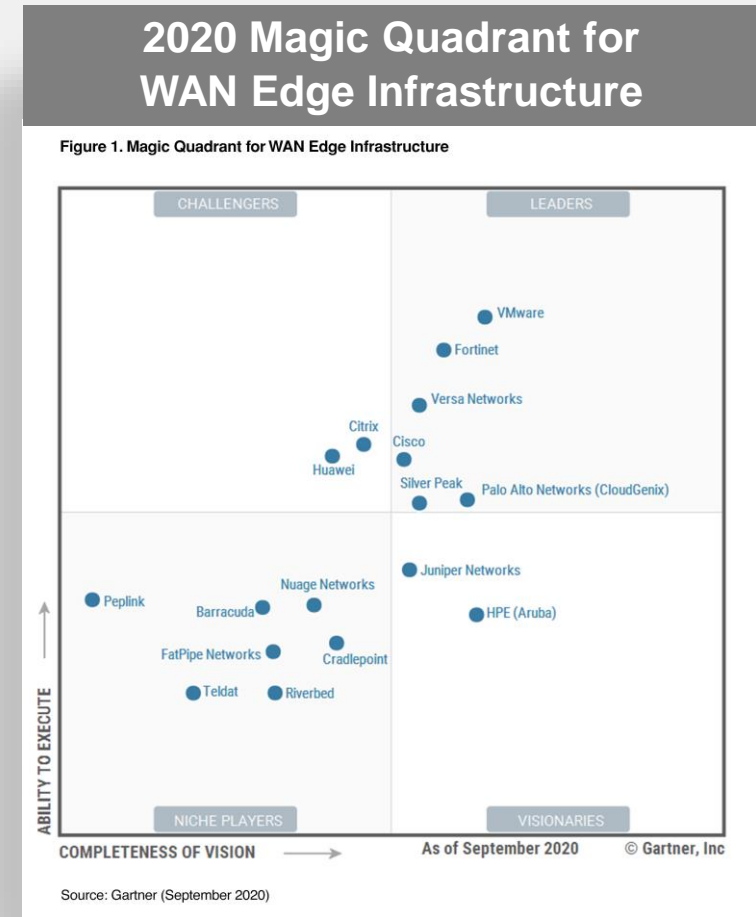 2020 Magic Quadrant for
WAN Edge Infrastructure
Figure 1. Magic Quadrant for WAN Edge Infrastructure
CHALLENGERS
LEADERS
VMware
Fortinet
Versa Networks
Citrix
Cisco
Huawei
Silver Peak
Palo Alto Networks (CloudGenix)
Juniper Networks
Nuage Networks
Peplink
Barracuda
HPE (Aruba)
FatPipe Networks
Cradlepoint
Teldat
Riverbed
ABILITY TO EXECUTE
NICHE PLAYERS
VISIONARIES
COMPLETENESS OF VISION
As of September 2020
© Gartner, Inc
Source: Gartner (September 2020)